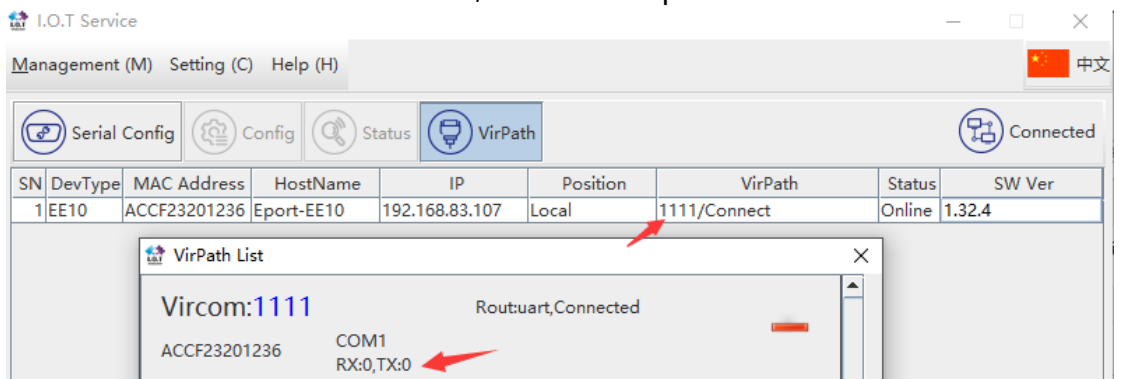 I.O.T Service
Management (M) Setting (C) Help (H) 中文
Serial Config Config Status VirPath Connected
SN DevType MAC Address HostName IP Position VirPath Status SW Ver
1 EE10 ACCF23201236 Eport-EE10 192.168.83.107 Local 1111/Connect Online 1.32.4
VirPath List
Vircom:1111 Rout:uart,Connected
ACCF23201236 COM1
RX:0,TX:0